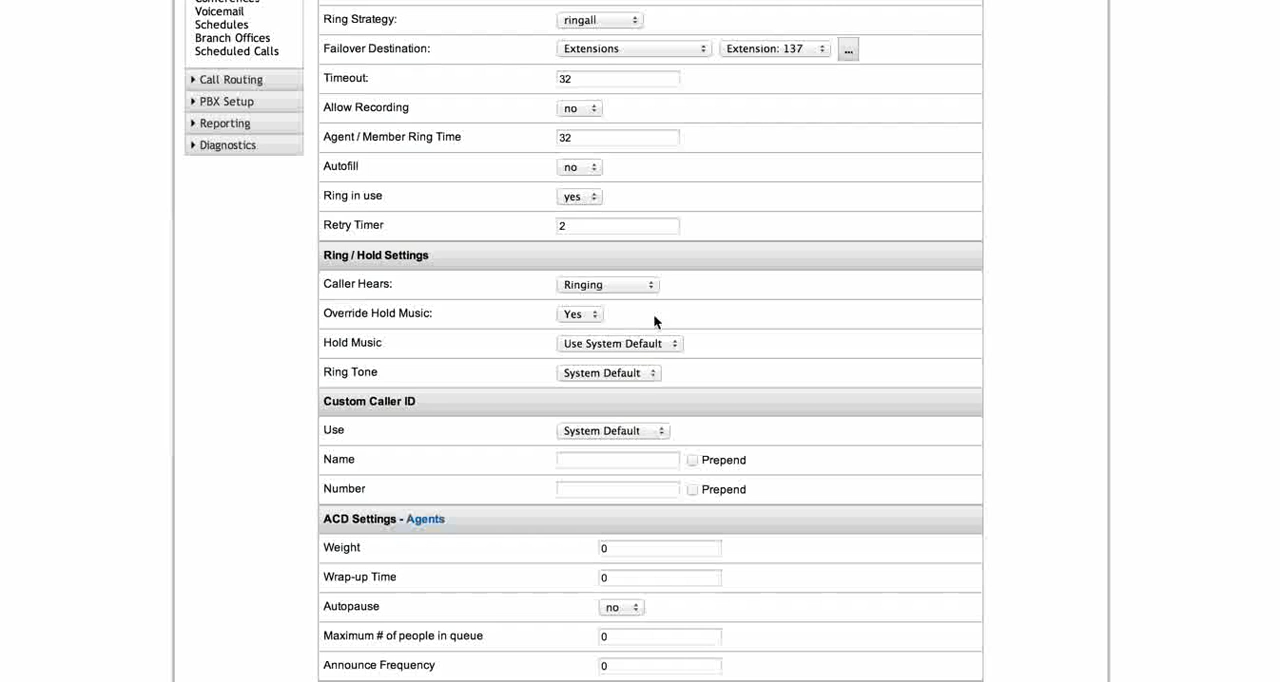 Voicemail
Schedules
Branch Offices
Scheduled Calls
Call Routing
PBX Setup
Reporting
Diagnostics
Ring Strategy: ringall
Failover Destination: Extensions Extension: 137 ...
Timeout: 32
Allow Recording no
Agent / Member Ring Time 32
Autofill no
Ring in use yes
Retry Timer 2
Ring / Hold Settings
Caller Hears: Ringing
Override Hold Music: Yes
Hold Music Use System Default
Ring Tone System Default
Custom Caller ID
Use System Default
Name Prepend
Number Prepend
ACD Settings - Agents
Weight 0
Wrap-up Time 0
Autopause no
Maximum # of people in queue 0
Announce Frequency 0